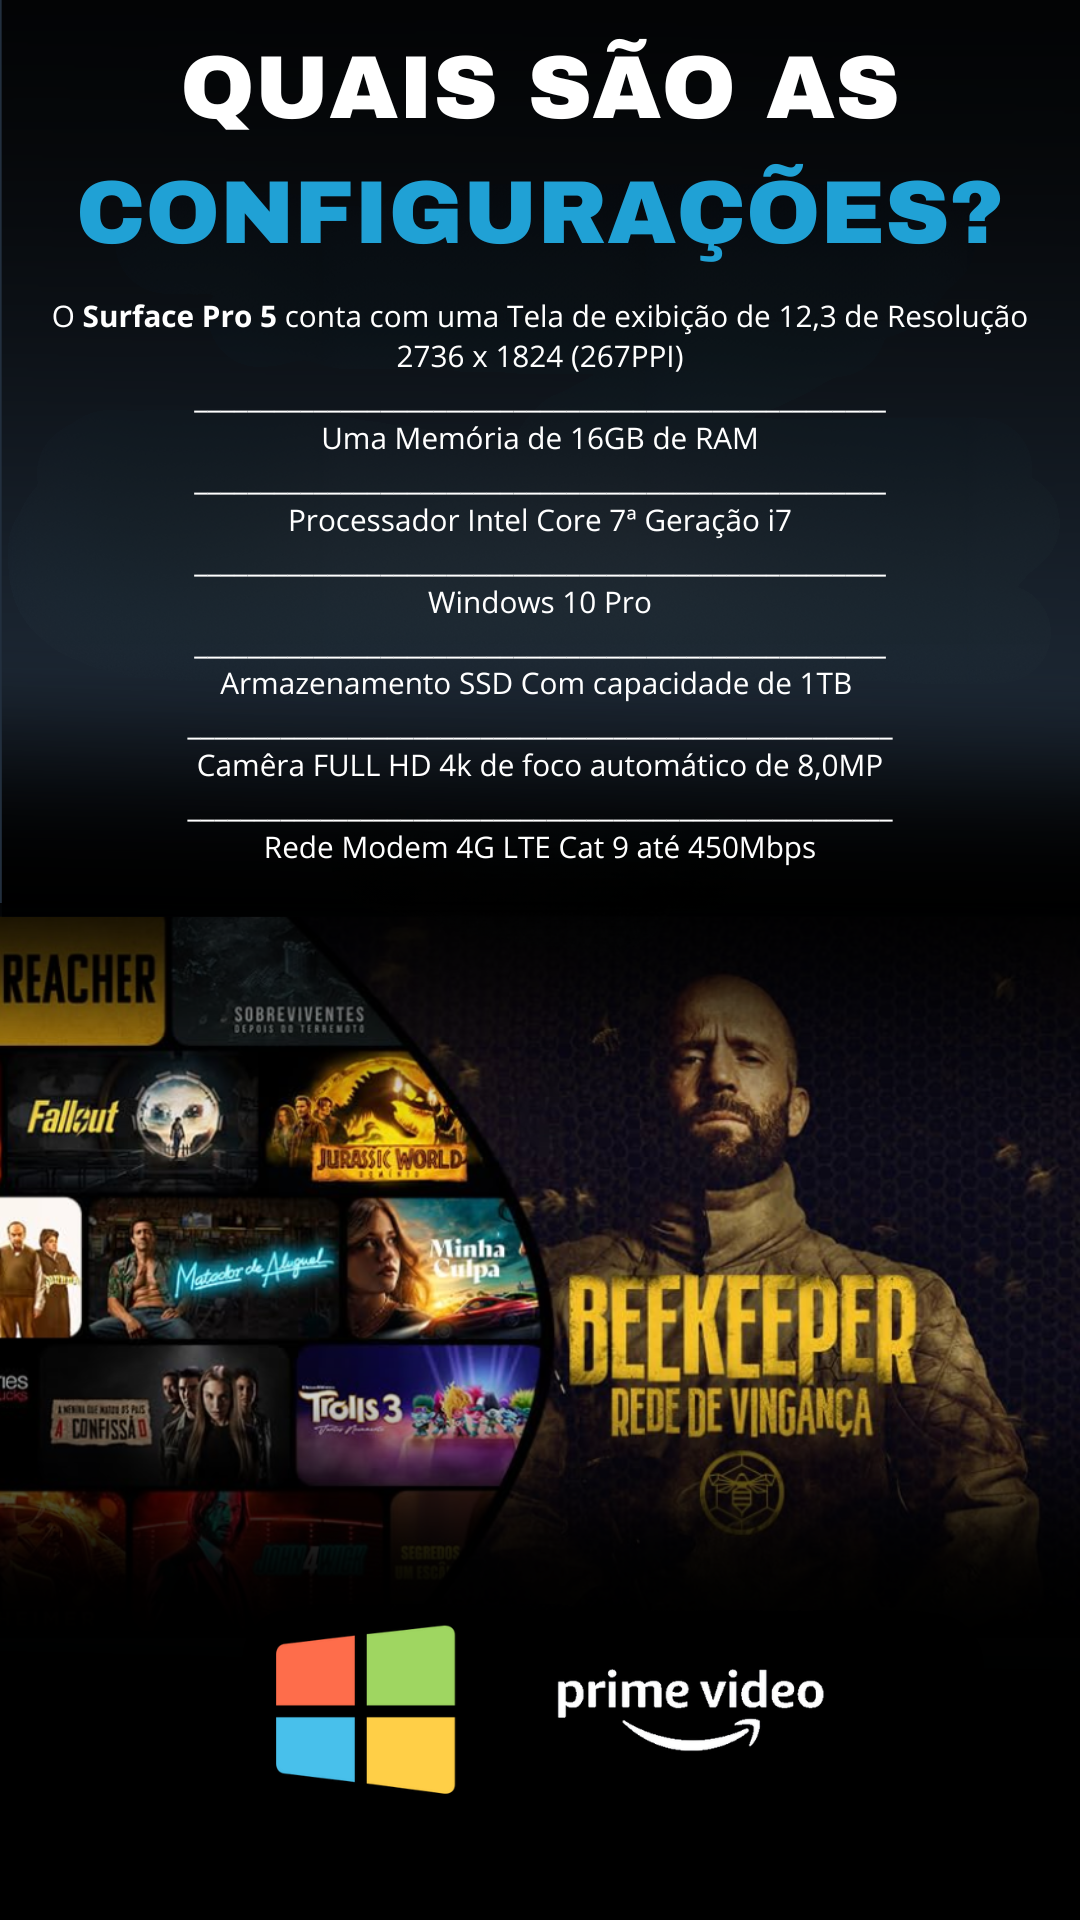 QUAIS SÃO AS
CONFIGURAÇÕES?
O Surface Pro 5 conta com uma Tela de exibição de 12,3 de Resolução
2736 x 1824 (267PPI)
Uma Memória de 16GB de RAM
Processador Intel Core 7ª Geração i7
Windows 10 Pro
Armazenamento SSD Com capacidade de 1TB
Camêra FULL HD 4k de foco automático de 8,0MP
Rede Modem 4G LTE Cat 9 até 450Mbps
REACHER
SOBREVIVENTES
DEPOIS DO TERREMOTO
Fallout
JURASSIC WORLD
DOMÍNIO
Matador de Aluguel
Minha
Culpa
A MENINA QUE MATOU OS PAIS
A CONFISSÃO
Trolls 3
Juntos Novamente
SEGREDOS
BEEKEEPER
REDE DE VINGANÇA
prime video